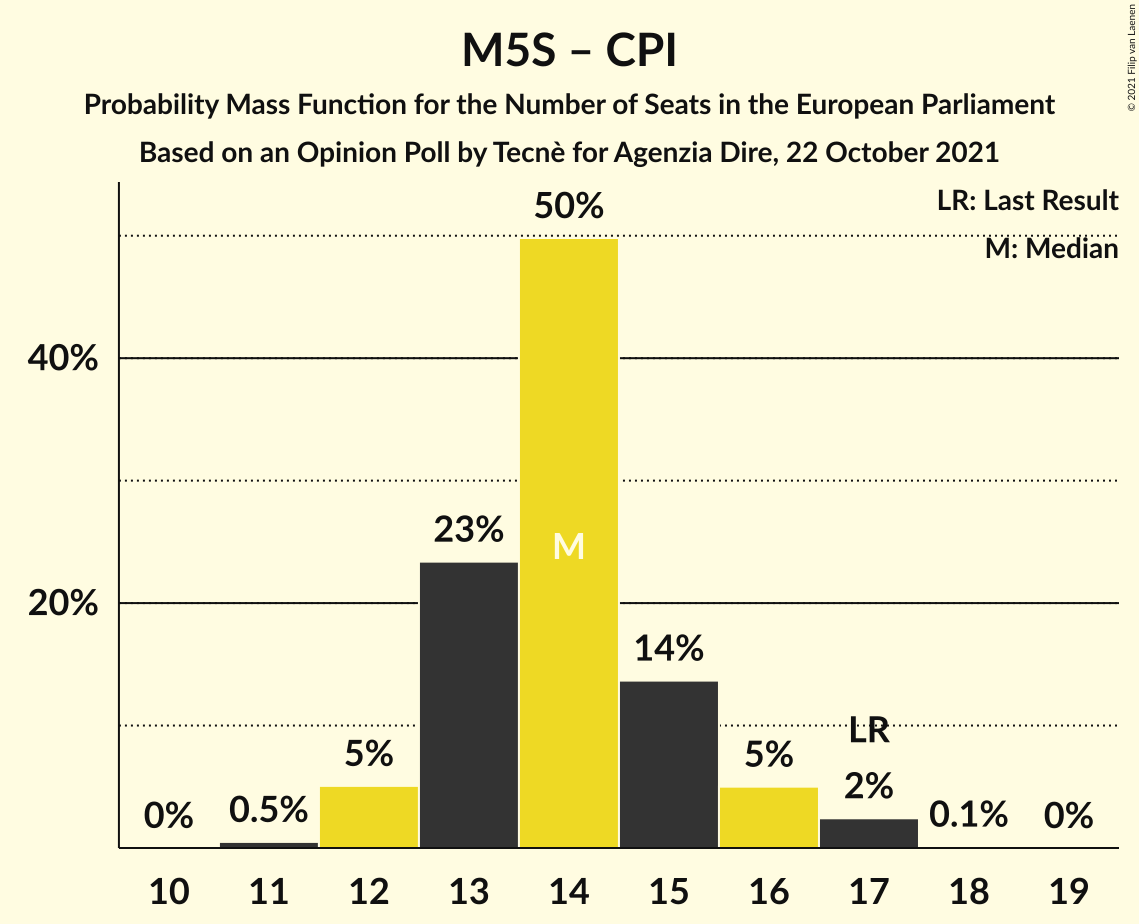 M5S – CPI
Probability Mass Function for the Number of Seats in the European Parliament
Based on an Opinion Poll by Tecnè for Agenzia Dire, 22 October 2021
© 2021 Filip van Laenen
LR: Last Result
M: Median
40%
20%
0%
0.5%
5%
23%
50%
M
14%
5%
LR
2%
0.1%
0%
10 11 12 13 14 15 16 17 18 19